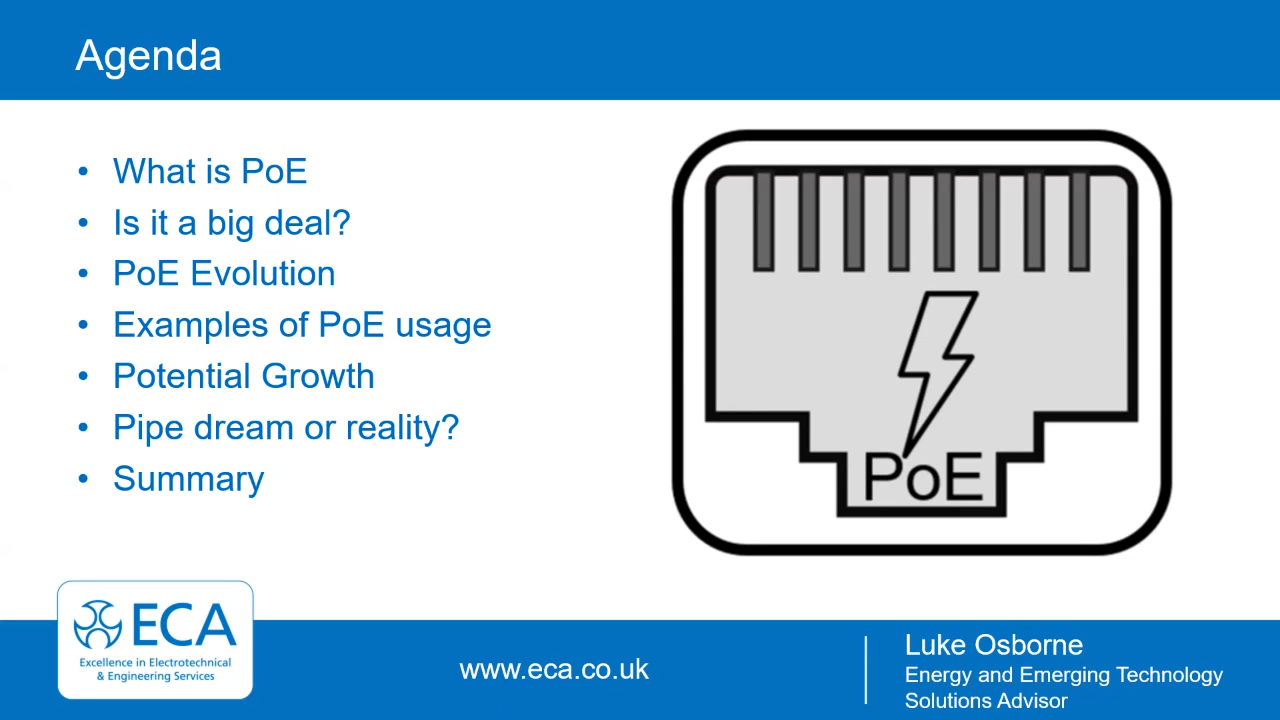 Agenda
• What is PoE
• Is it a big deal?
• PoE Evolution
• Examples of PoE usage
• Potential Growth
• Pipe dream or reality?
• Summary
PoE
ECA
Excellence in Electrotechnical
& Engineering Services
www.eca.co.uk
Luke Osborne
Energy and Emerging Technology
Solutions Advisor